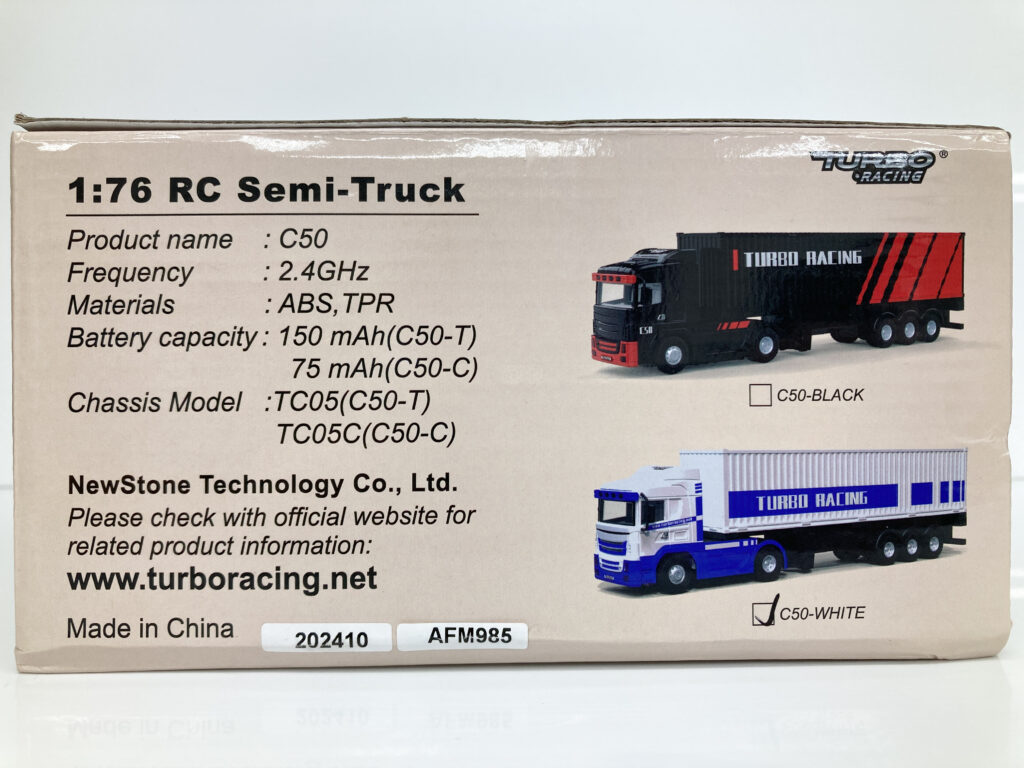 1:76 RC Semi-Truck
Product name : C50
Frequency : 2.4GHz
Materials : ABS,TPR
Battery capacity : 150 mAh(C50-T)
75 mAh(C50-C)
Chassis Model :TC05(C50-T)
TC05C(C50-C)
NewStone Technology Co., Ltd.
Please check with official website for
related product information:
www.turboracing.net
Made in China
202410
AFM985
TURBO ®
RACING
TURBO RACING
C50
C50-BLACK
TURBO RACING
C50-WHITE